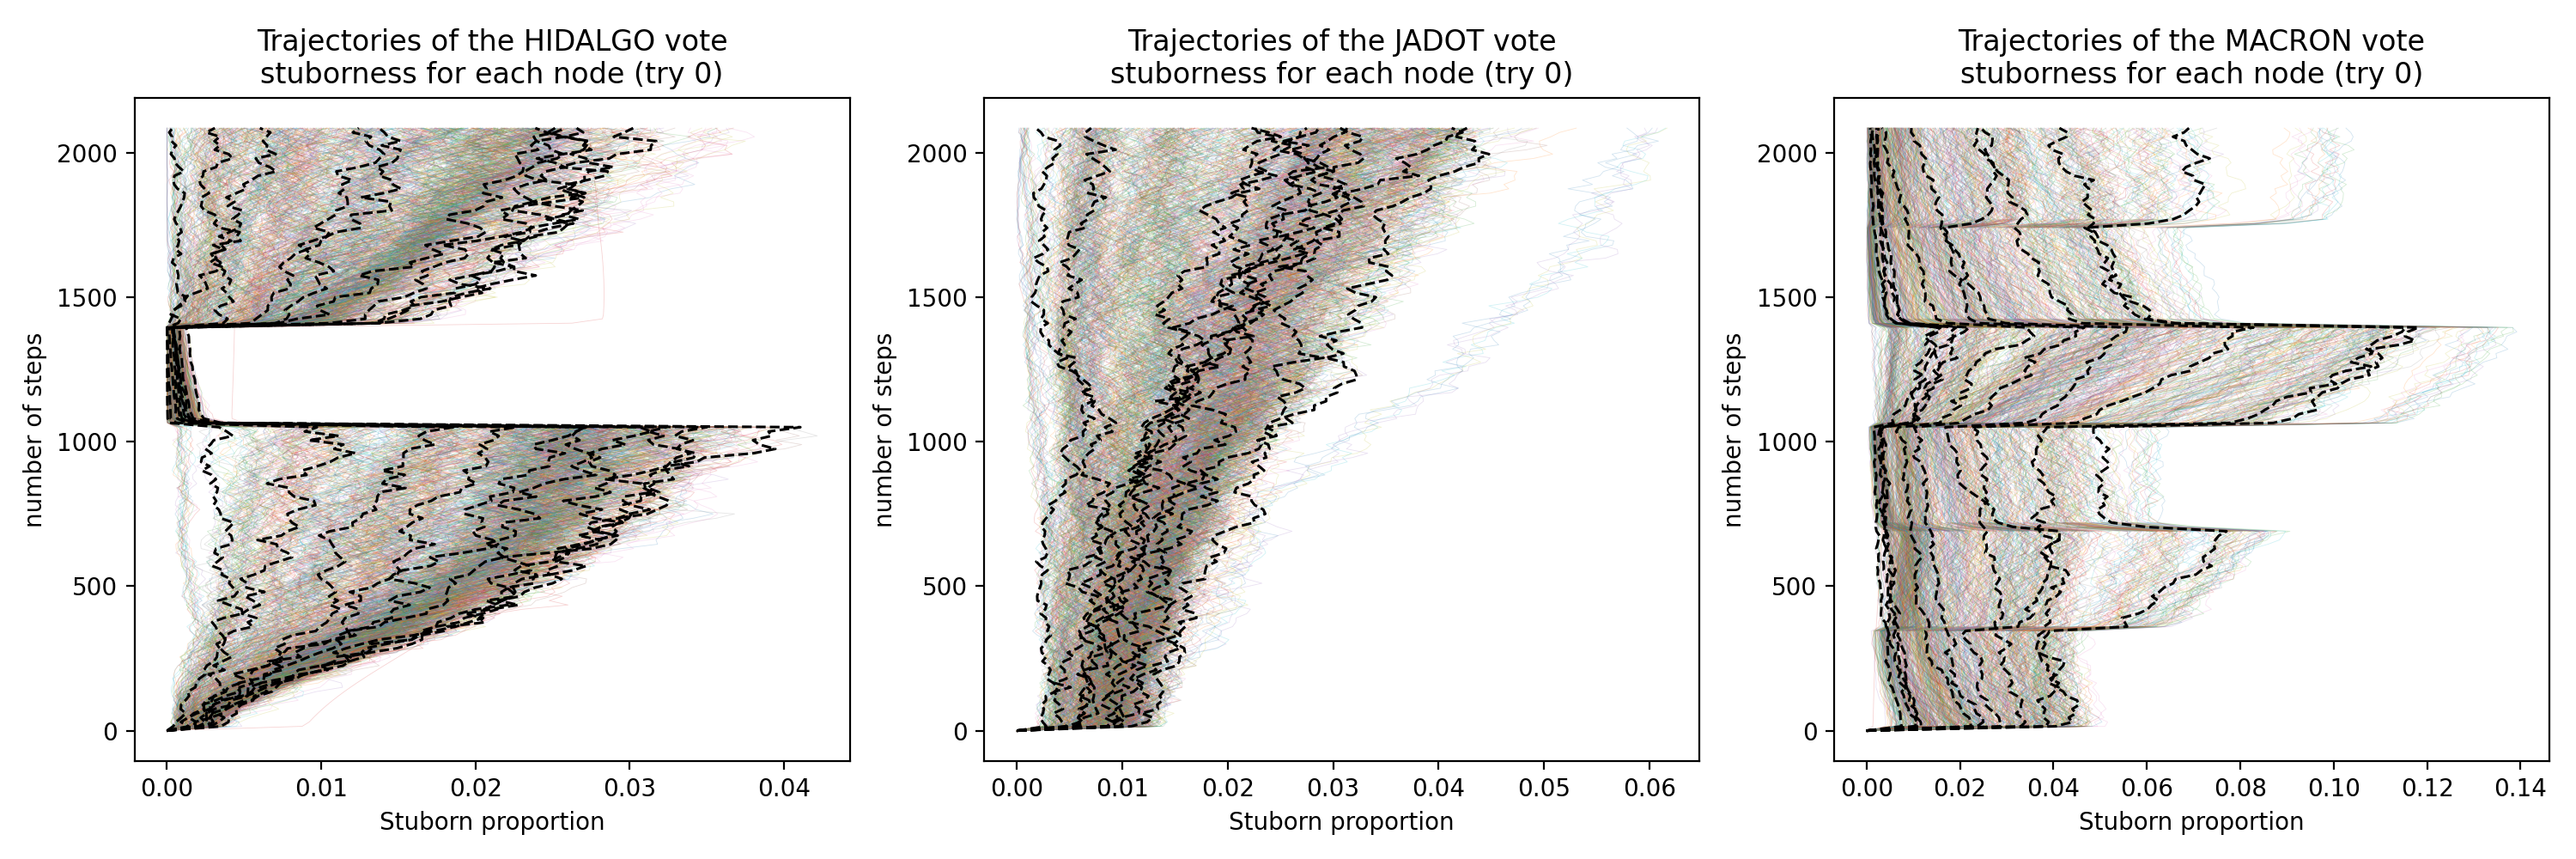 Trajectories of the HIDALGO vote
stuborness for each node (try 0)
number of steps
2000
1500
1000
500
0
0.00 0.01 0.02 0.03 0.04
Stuborn proportion
Trajectories of the JADOT vote
stuborness for each node (try 0)
number of steps
2000
1500
1000
500
0
0.00 0.01 0.02 0.03 0.04 0.05 0.06
Stuborn proportion
Trajectories of the MACRON vote
stuborness for each node (try 0)
number of steps
2000
1500
1000
500
0
0.00 0.02 0.04 0.06 0.08 0.10 0.12 0.14
Stuborn proportion